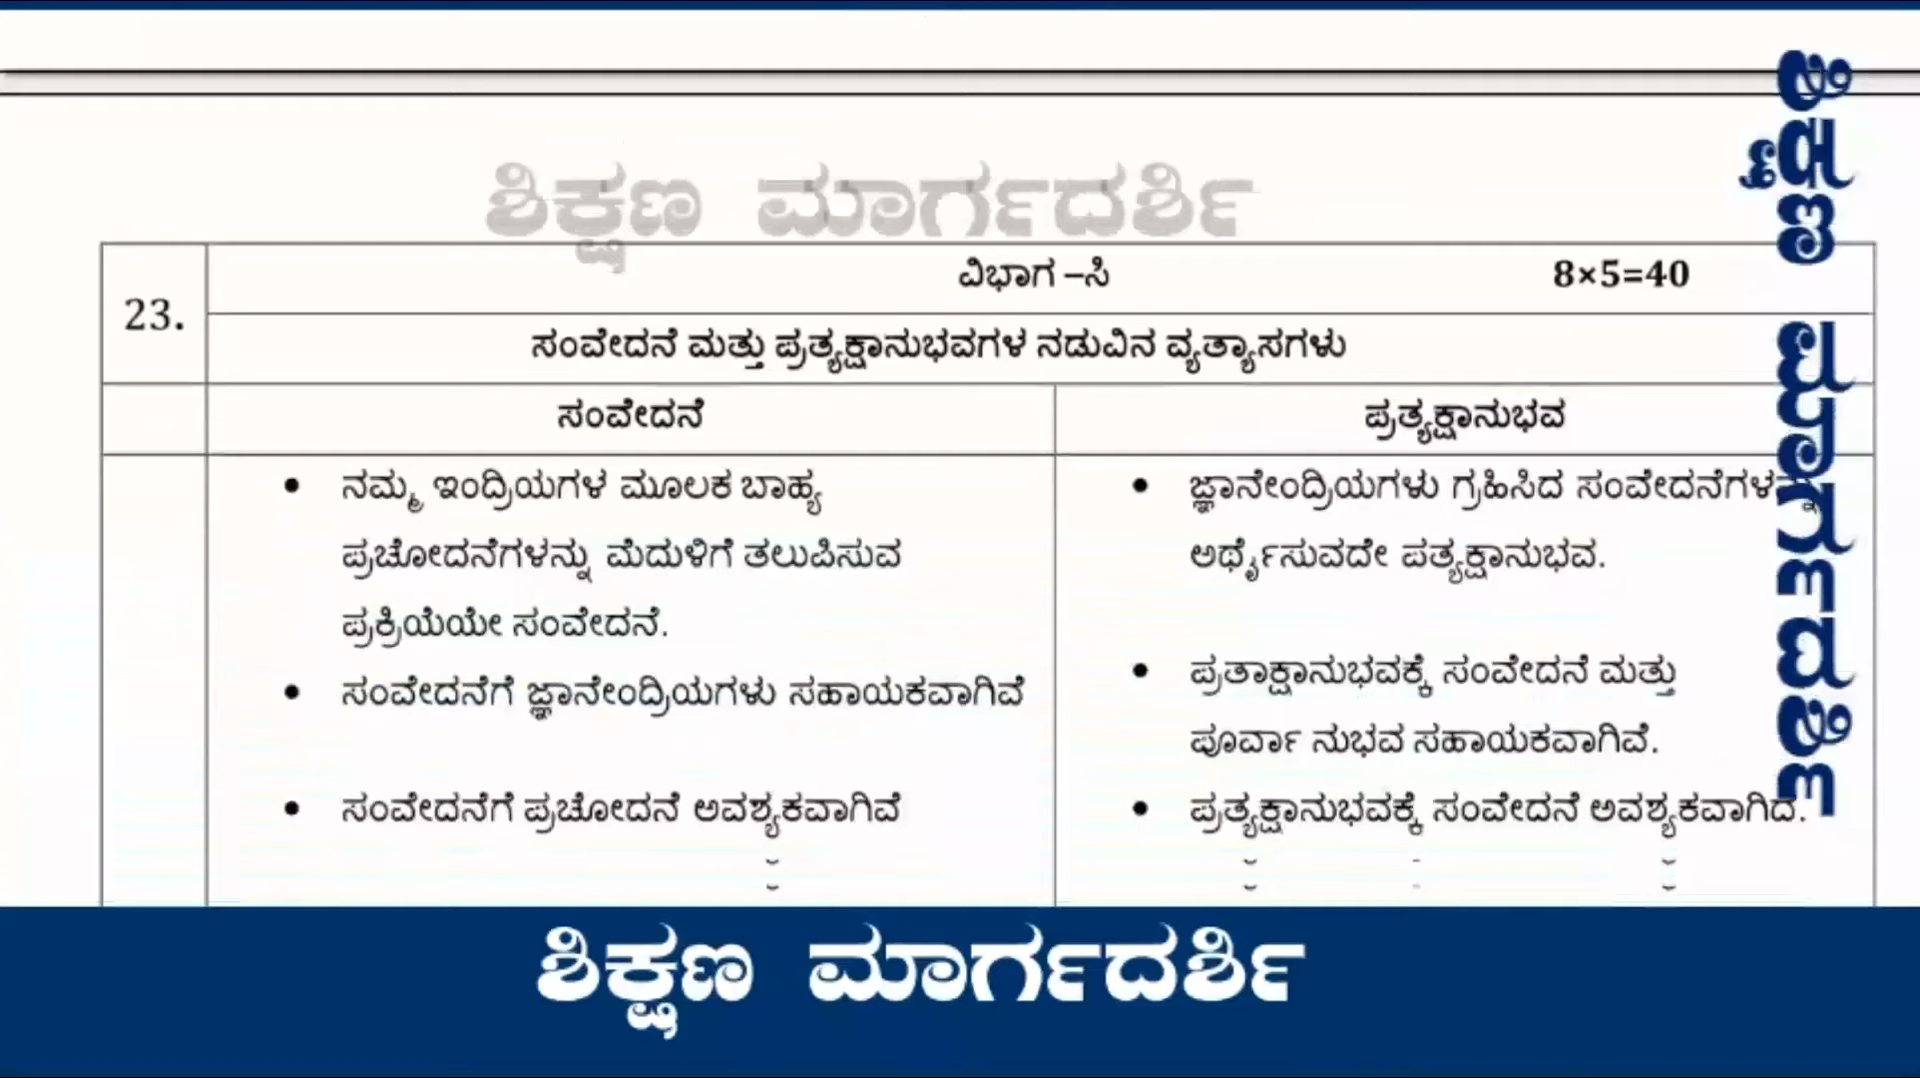 ಶಿಕ್ಷಣ ಮಾರ್ಗದರ್ಶಿ
23.
ವಿಭಾಗ –ಸಿ 8×5=40
ಸಂವೇದನೆ ಮತ್ತು ಪ್ರತ್ಯಕ್ಷಾನುಭವಗಳ ನಡುವಿನ ವ್ಯತ್ಯಾಸಗಳು
ಸಂವೇದನೆ
ಪ್ರತ್ಯಕ್ಷಾನುಭವ
• ನಮ್ಮ ಇಂದ್ರಿಯಗಳ ಮೂಲಕ ಬಾಹ್ಯ
ಪ್ರಚೋದನೆಗಳನ್ನು ಮೆದುಳಿಗೆ ತಲುಪಿಸುವ
ಪ್ರಕ್ರಿಯೆಯೇ ಸಂವೇದನೆ.
• ಸಂವೇದನೆಗೆ ಜ್ಞಾನೇಂದ್ರಿಯಗಳು ಸಹಾಯಕವಾಗಿವೆ
• ಸಂವೇದನೆಗೆ ಪ್ರಚೋದನೆ ಅವಶ್ಯಕವಾಗಿವೆ
• ಜ್ಞಾನೇಂದ್ರಿಯಗಳು ಗ್ರಹಿಸಿದ
ಅರ್ಥೈಸುವದೇ ಪತ್ಯಕ್ಷಾನುಭವ.
• ಪ್ರತಾಕ್ಷಾನುಭವಕ್ಕೆ ಸಂವೇದನೆ ಮತ್ತು
ಪೂರ್ವಾ ನುಭವ ಸಹಾಯಕವಾಗಿವೆ.
• ಪ್ರತ್ಯಕ್ಷಾನುಭವಕ್ಕೆ ಸಂವೇದನೆ ಅವಶ್ಯಕವಾಗಿದೆ.
ಶಿಕ್ಷಣ ಮಾರ್ಗದರ್ಶಿ
ಶಿಕ್ಷಣ ಮಾರ್ಗದರ್ಶಿ